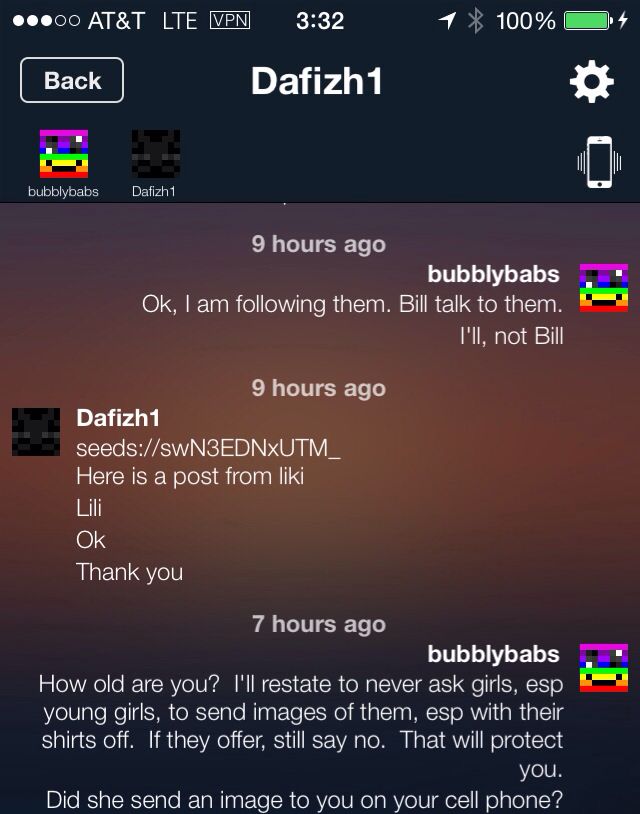 AT&T LTE VPN 3:32 100%
Back Dafizh1
bubblybabs Dafizh1
9 hours ago
bubblybabs
Ok, I am following them. Bill talk to them.
I'll, not Bill
9 hours ago
Dafizh1
seeds://swN3EDNxUTM_
Here is a post from liki
Lili
Ok
Thank you
7 hours ago
bubblybabs
How old are you?  I'll restate to never ask girls, esp
young girls, to send images of them, esp with their
shirts off.  If they offer, still say no.  That will protect
you.
Did she send an image to you on your cell phone?